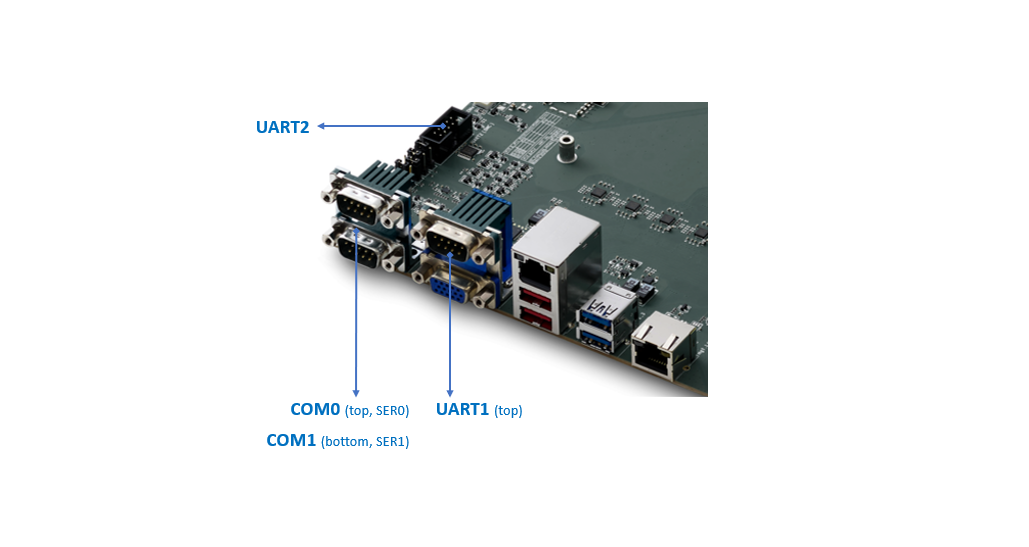 UART2
COM0 (top, SER0) UART1 (top)
COM1 (bottom, SER1)